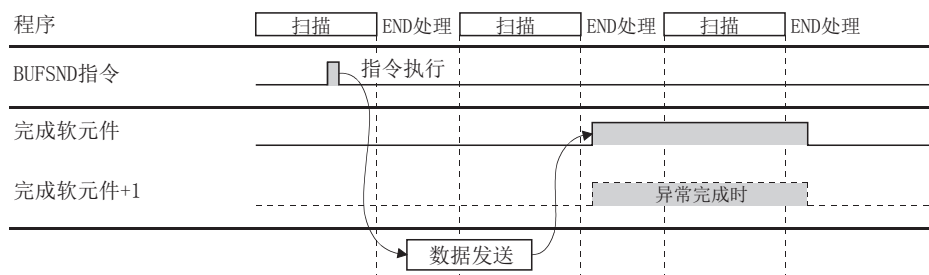 程序 扫描 END处理 扫描 END处理 扫描 END处理
BUFSND指令 指令执行
完成软元件
完成软元件+1 异常完成时
数据发送